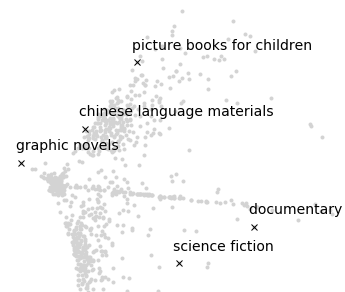 picture books for children
chinese language materials
graphic novels
documentary
science fiction